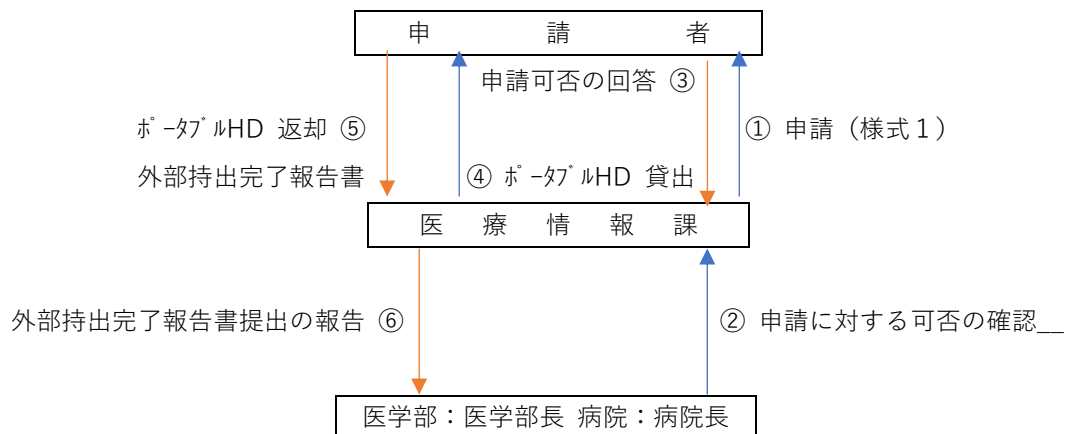 申請者
申請可否の回答 ③
ﾎﾟｰﾀﾌﾞﾙHD 返却 ⑤
① 申請（様式１）
外部持出完了報告書
④ ﾎﾟｰﾀﾌﾞﾙHD 貸出
医療情報課
外部持出完了報告書提出の報告 ⑥
② 申請に対する可否の確認__
医学部：医学部長 病院：病院長